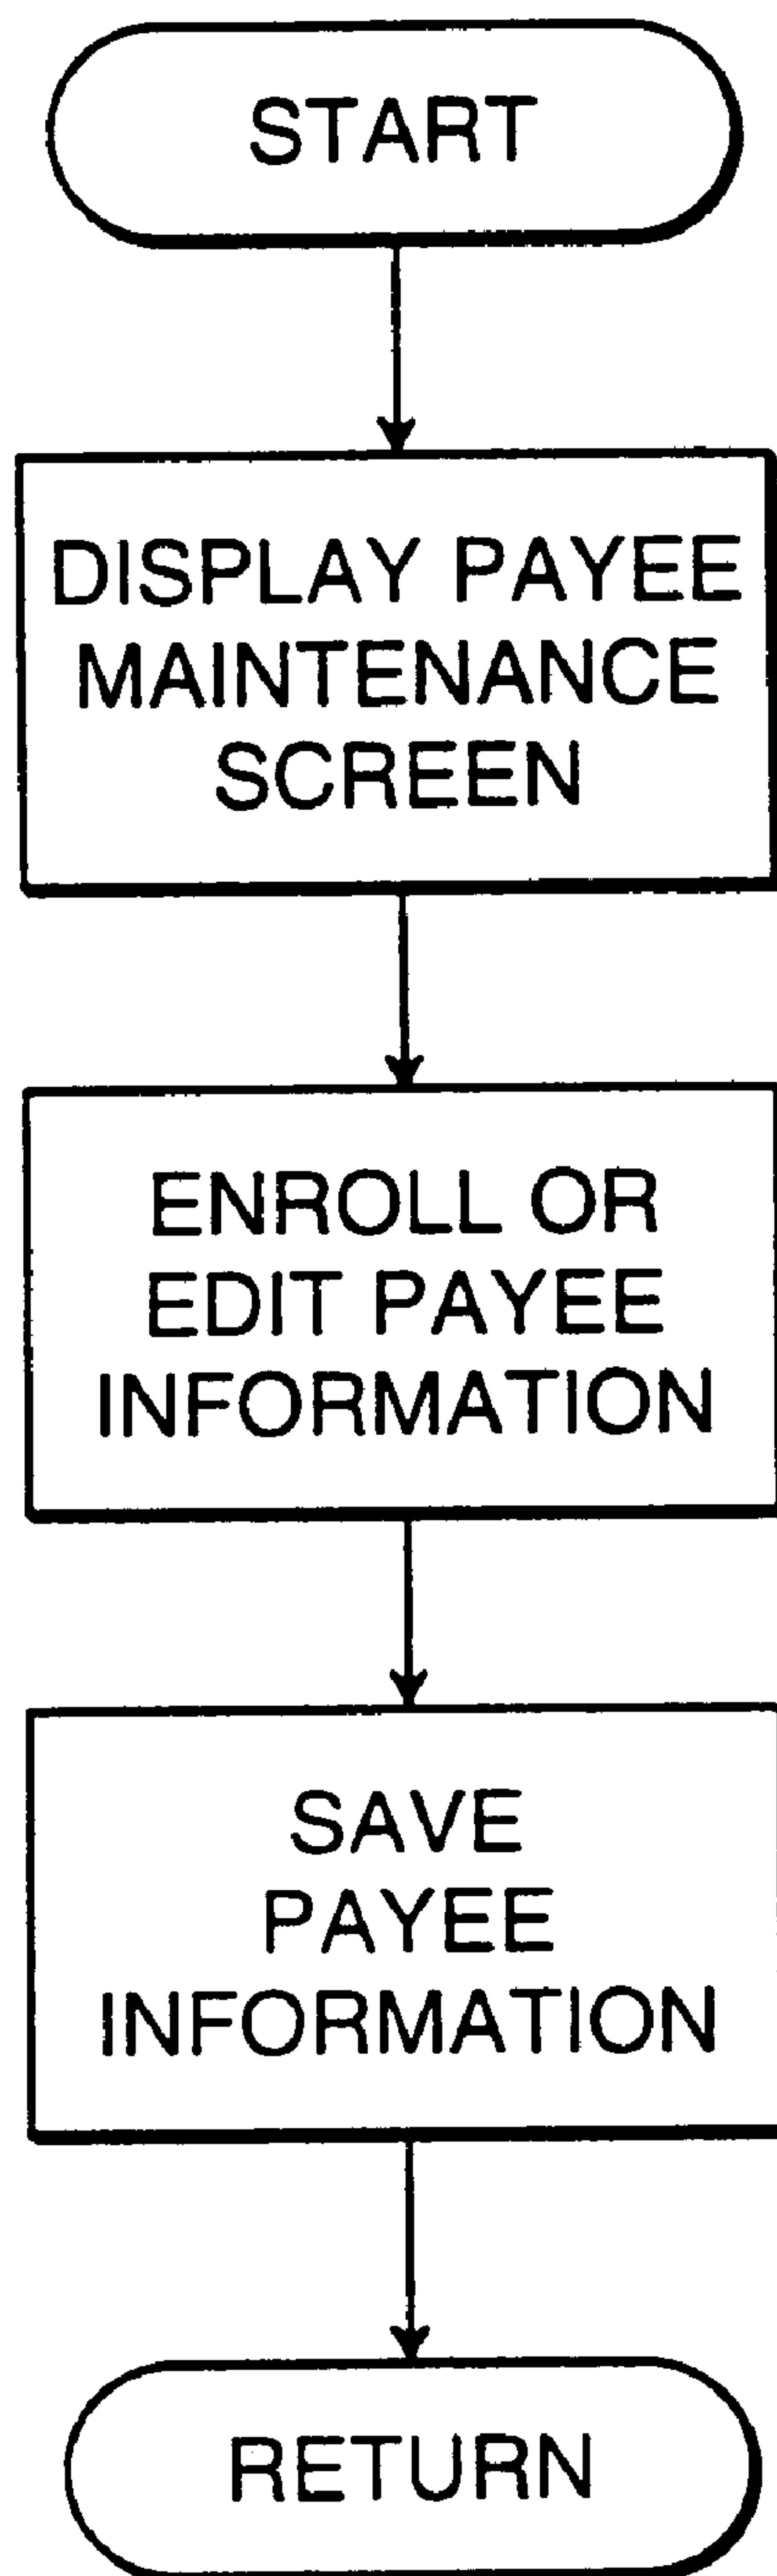 START
DISPLAY PAYEE
MAINTENANCE
SCREEN
ENROLL OR
EDIT PAYEE
INFORMATION
SAVE
PAYEE
INFORMATION
RETURN